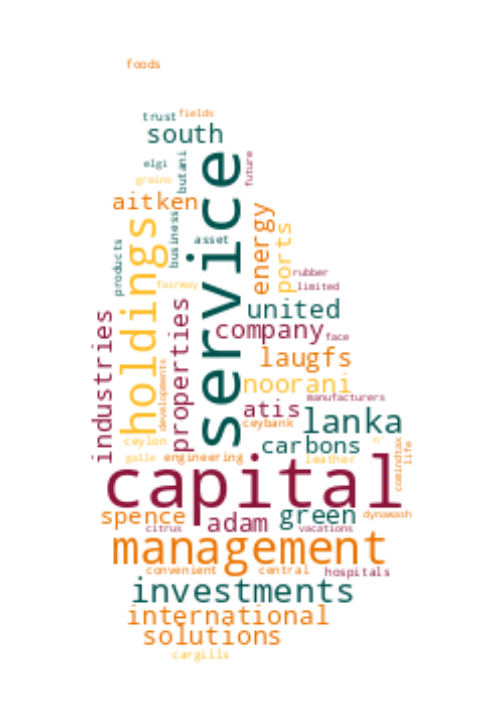 foods
trust
fields
south
elgi
butani
future
grains
aitken
service
holdings
business
asset
energy
ports
products
rubber
limited
fairway
united
company
face
industries
properties
developments
laugfs
noorani
manufacturers
atis
ceybank
lanka
ceylon
carbons
n'
comindtax
life
galle
engineering
leather
capital
spence
adam
green
dynawash
citrus
vacations
management
convenient
central
hospitals
investments
international
solutions
cargills